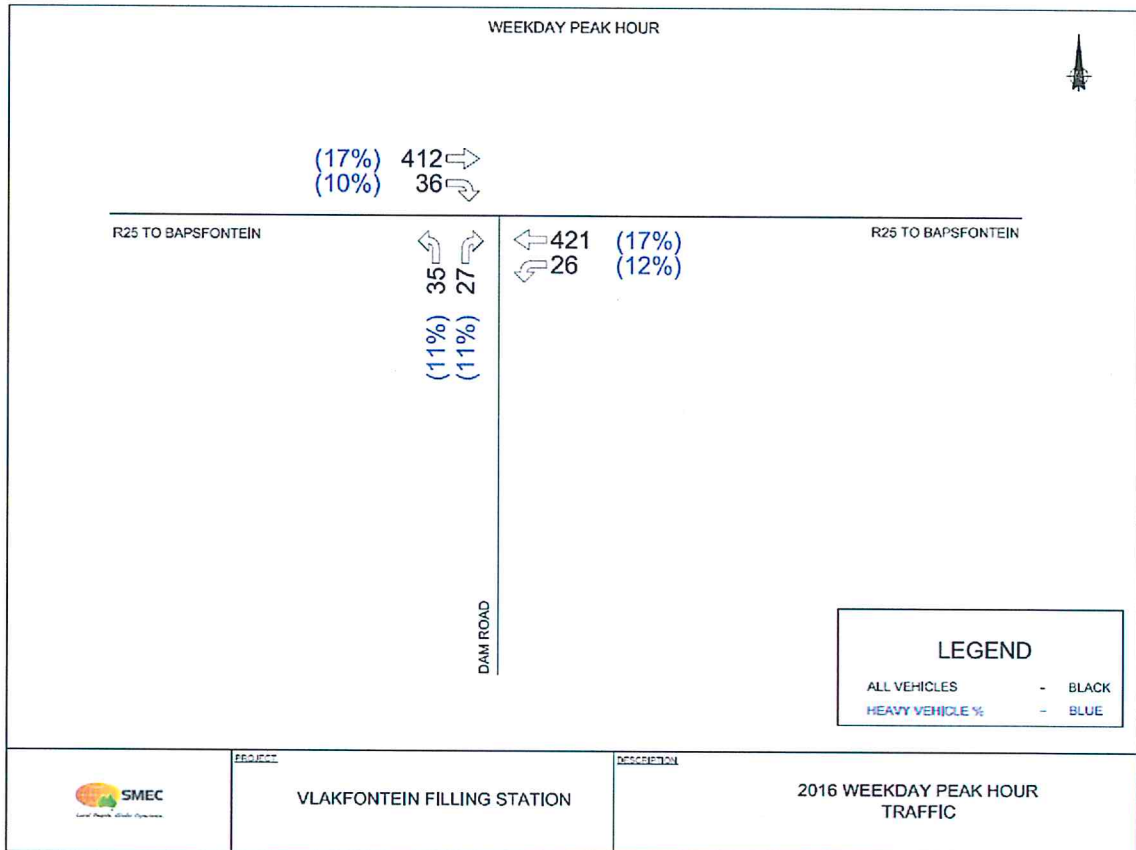 WEEKDAY PEAK HOUR
(17%) 412
(10%) 36
R25 TO BAPSFONTEIN
35 27
(11%) (11%)
421 (17%)
26 (12%)
R25 TO BAPSFONTEIN
DAM ROAD
LEGEND
ALL VEHICLES - BLACK
HEAVY VEHICLE % - BLUE
SMEC
PROJECT
VLAKFONTEIN FILLING STATION
DESCRIPTION
2016 WEEKDAY PEAK HOUR
TRAFFIC